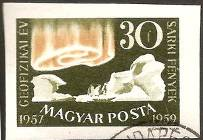 GEOFIZIKAI ÉV
SARKI FÉNYEK
30 f
1957
MAGYAR POSTA
1959